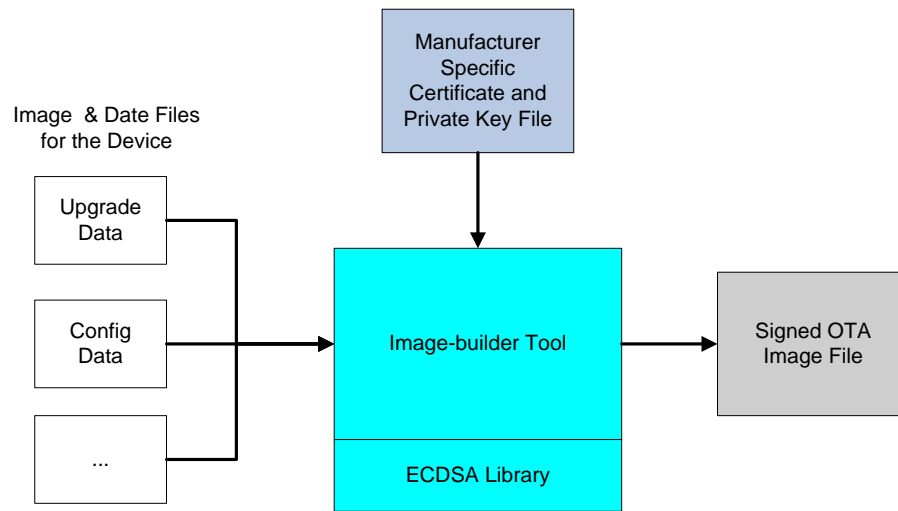 Manufacturer
Specific
Certificate and
Private Key File
Image & Date Files
for the Device
Upgrade
Data
Config
Data
...
Image-builder Tool
ECDSA Library
Signed OTA
Image File